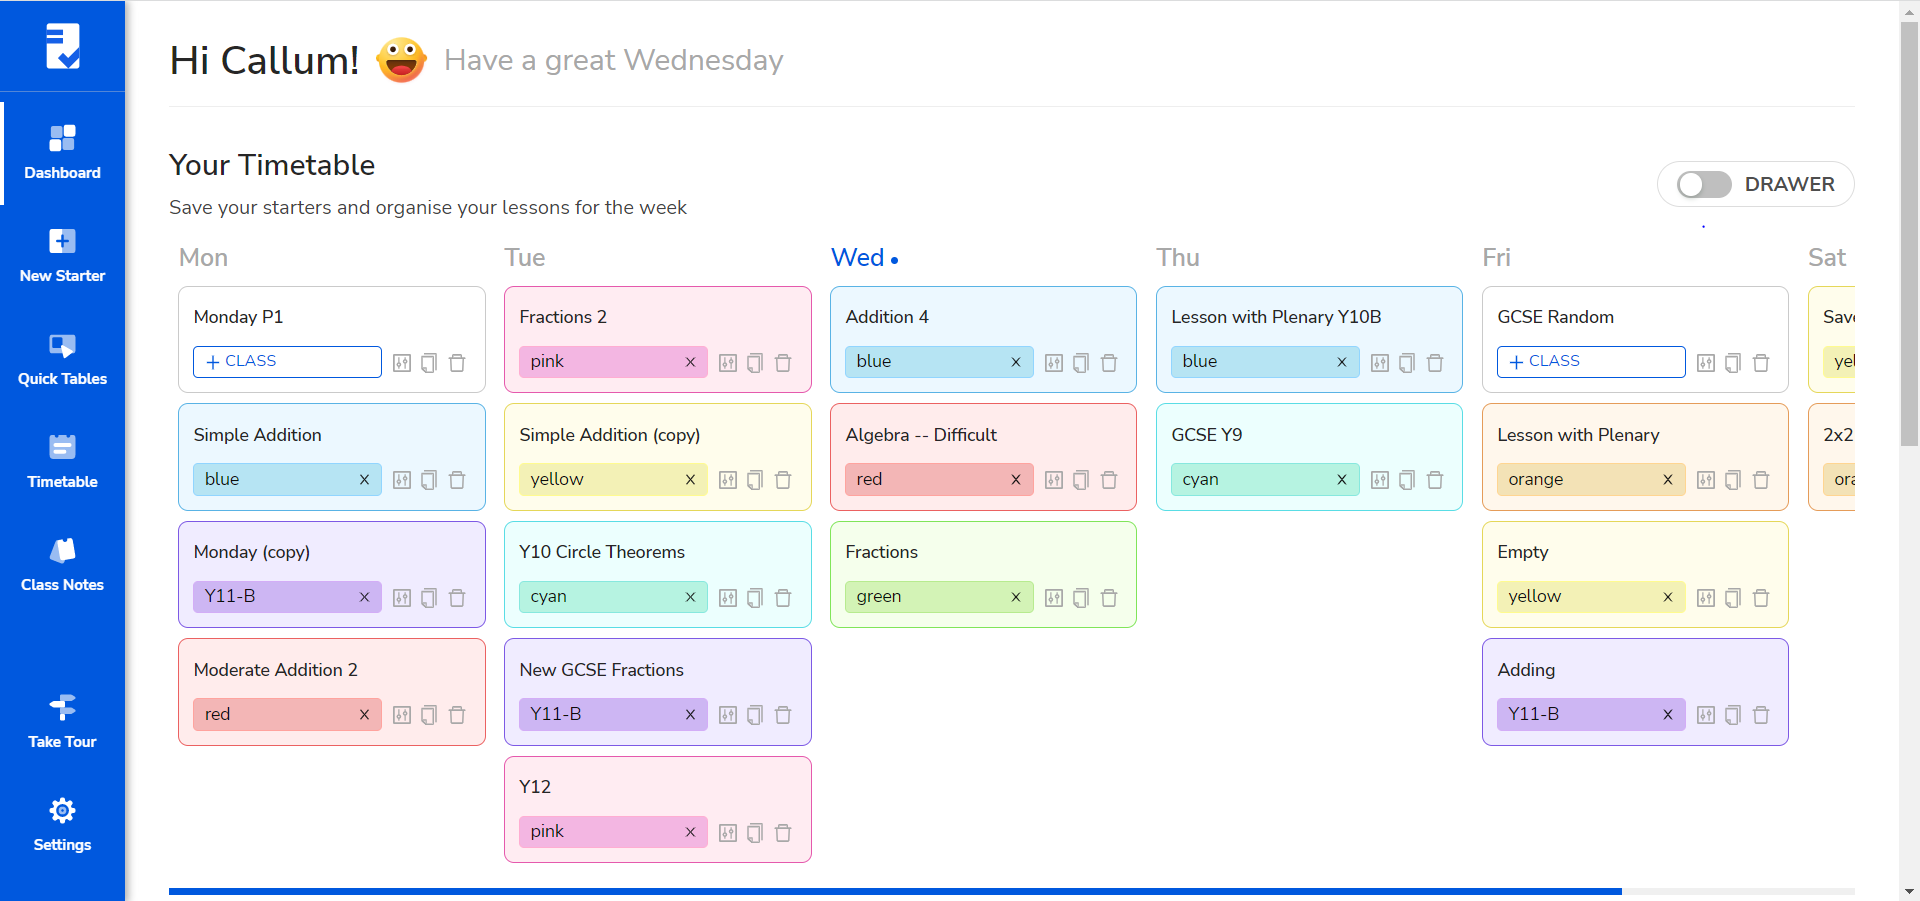 Hi Callum!
Have a great Wednesday
Dashboard
New Starter
Quick Tables
Timetable
Class Notes
Take Tour
Settings
Your Timetable
Save your starters and organise your lessons for the week
DRAWER
Mon
Monday P1
+ CLASS
Simple Addition
blue x
Monday (copy)
Y11-B x
Moderate Addition 2
red x
Tue
Fractions 2
pink x
Simple Addition (copy)
yellow x
Y10 Circle Theorems
cyan x
New GCSE Fractions
Y11-B x
Y12
pink x
Wed
Addition 4
blue x
Algebra -- Difficult
red x
Fractions
green x
Thu
Lesson with Plenary Y10B
blue x
GCSE Y9
cyan x
Fri
GCSE Random
+ CLASS
Lesson with Plenary
orange x
Empty
yellow x
Adding
Y11-B x
Sat
Save
yel
2x2
ora